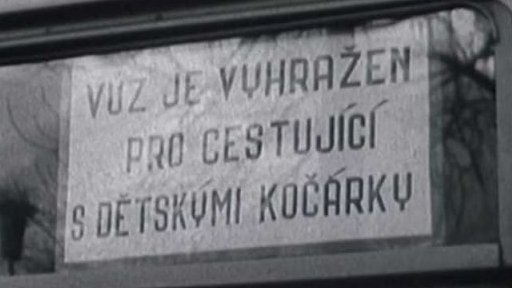 VŮZ JE VYHRAŽEN
PRO CESTUJÍCÍ
S DĚTSKÝMI KOČÁRKY